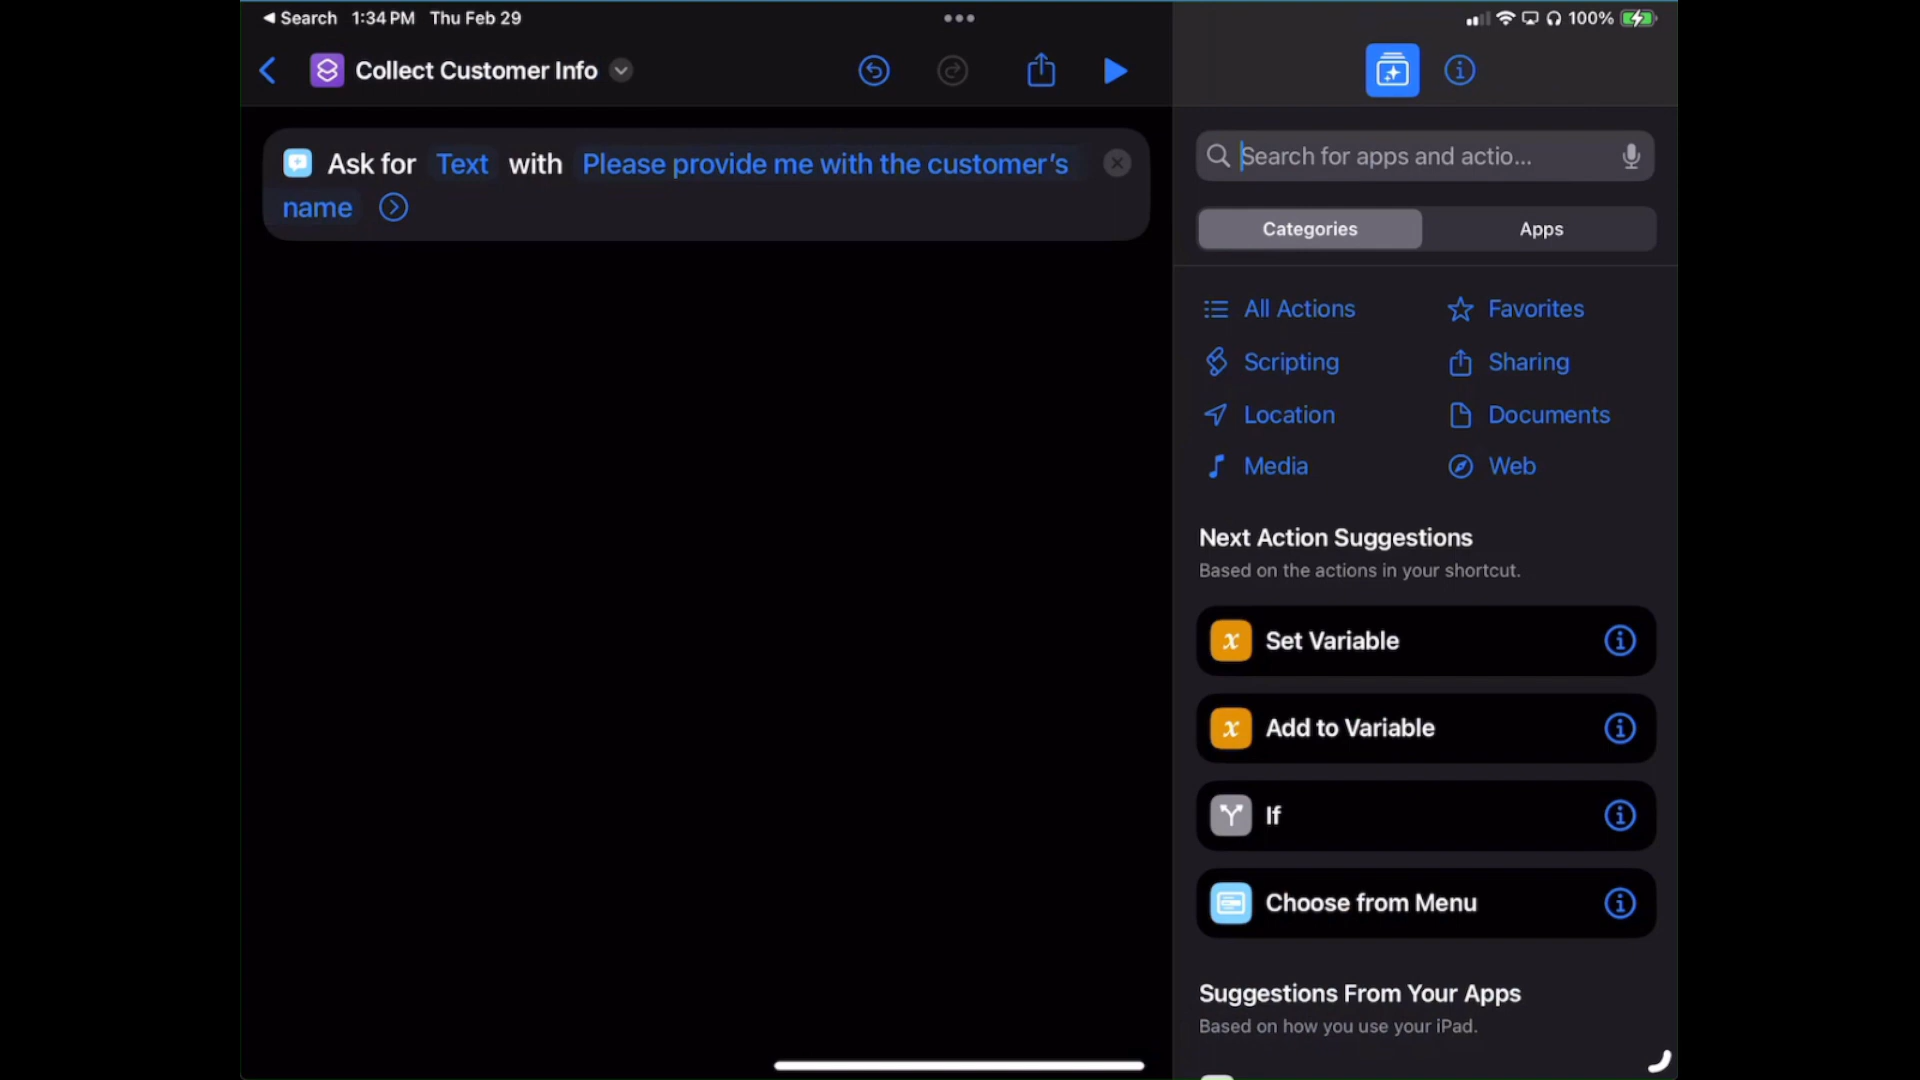 ◀ Search 1:34 PM Thu Feb 29
100%
Collect Customer Info
Ask for Text with Please provide me with the customer's
name
Search for apps and actio...
Categories Apps
All Actions Favorites
Scripting Sharing
Location Documents
Media Web
Next Action Suggestions
Based on the actions in your shortcut.
x Set Variable
x Add to Variable
If
Choose from Menu
Suggestions From Your Apps
Based on how you use your iPad.